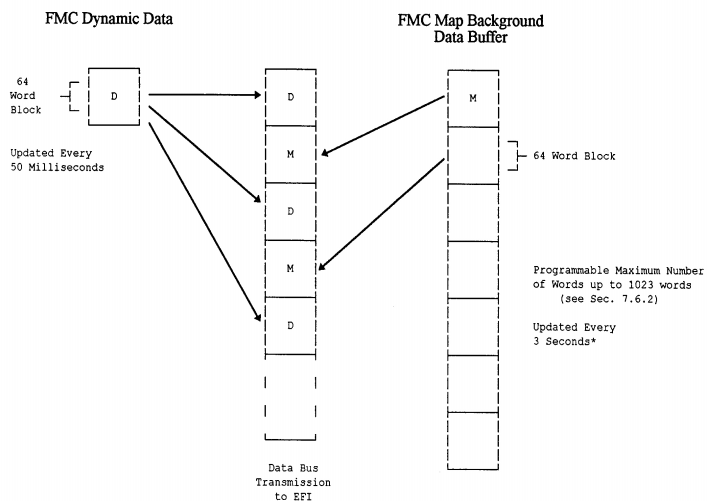 FMC Dynamic Data
FMC Map Background
Data Buffer
64
Word
Block
D
D
M
M
D
M
D
Updated Every
50 Milliseconds
64 Word Block
Programmable Maximum Number
of Words up to 1023 words
(see Sec. 7.6.2)
Updated Every
3 Seconds*
Data Bus
Transmission
to EFI